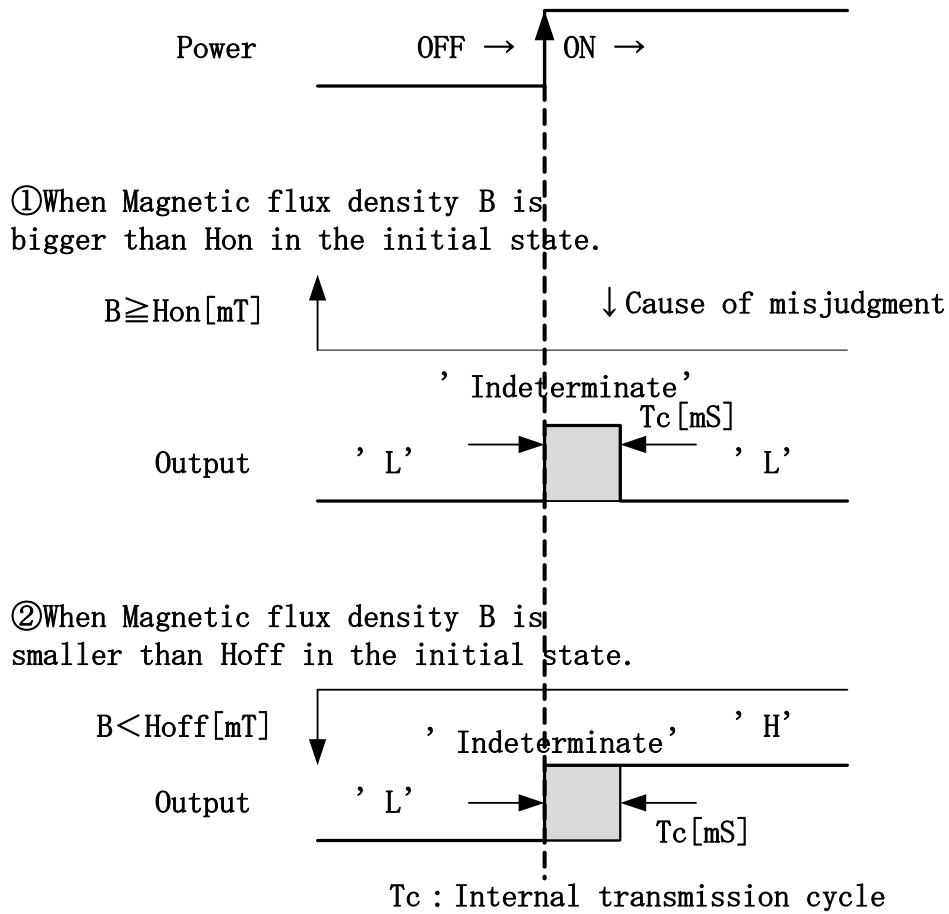 Power OFF → ON →
①When Magnetic flux density B is
bigger than Hon in the initial state.
B≧Hon[mT] ↓Cause of misjudgment
’Indeterminate’
Tc[mS]
Output ’L’ ’L’
②When Magnetic flux density B is
smaller than Hoff in the initial state.
B＜Hoff[mT] ’Indeterminate’ ’H’
Output ’L’
Tc[mS]
Tc：Internal transmission cycle